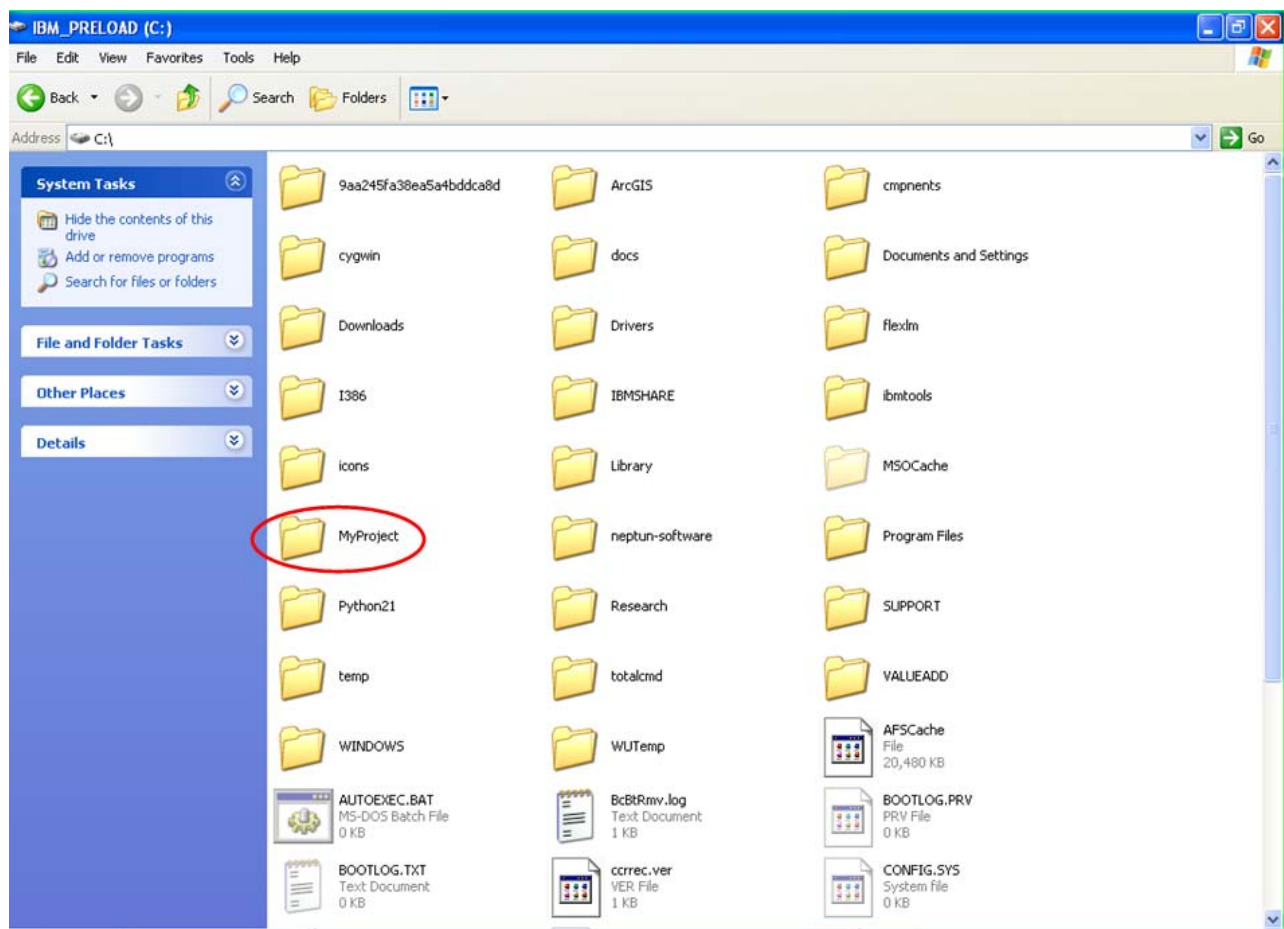 IBM_PRELOAD (C:)
File Edit View Favorites Tools Help
Back Search Folders
Address C:\ Go
System Tasks
Hide the contents of this
drive
Add or remove programs
Search for files or folders
File and Folder Tasks
Other Places
Details
9aa245fa38ea5a4bddca8d ArcGIS cmpnents
cygwin docs Documents and Settings
Downloads Drivers flexlm
I386 IBMSHARE ibmtools
icons Library MSOCache
MyProject neptun-software Program Files
Python21 Research SUPPORT
temp totalcmd VALUEADD
WINDOWS WUTemp AFSCache
File
20,480 KB
AUTOEXEC.BAT BcBtRmv.log BOOTLOG.PRV
MS-DOS Batch File Text Document PRV File
0 KB 1 KB 0 KB
BOOTLOG.TXT ccrrec.ver CONFIG.SYS
Text Document VER File System file
0 KB 1 KB 0 KB